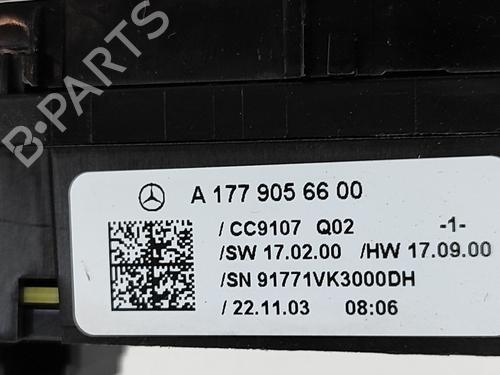 B-PARTS
A 177 905 66 00
/CC9107 Q02 -1-
/SW 17.02.00 /HW 17.09.00
/SN 91771VK3000DH
/22.11.03 08:06